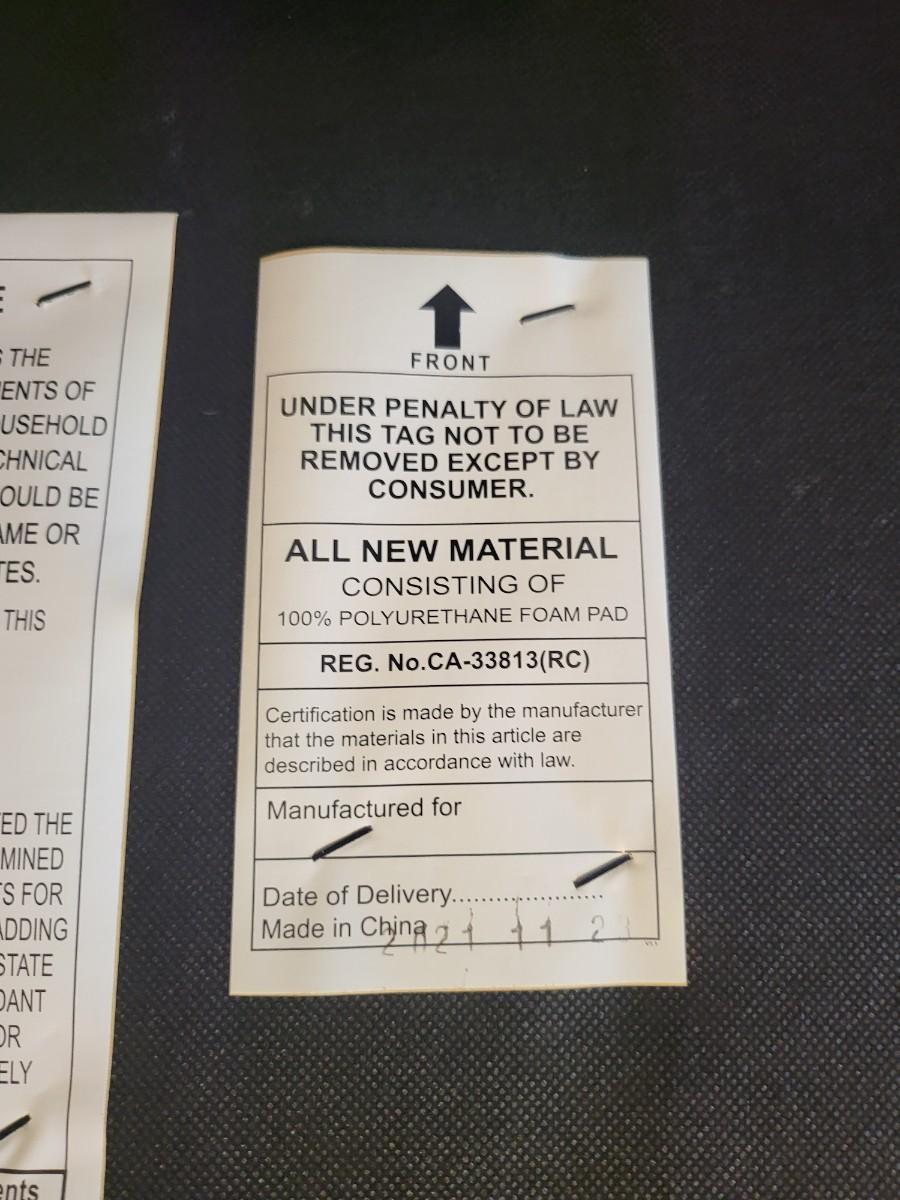 E
S THE
ENTS OF
USEHOLD
CHNICAL
OULD BE
AME OR
TES.
THIS
ED THE
MINED
S FOR
ADDING
STATE
DANT
OR
ELY
ents
FRONT
UNDER PENALTY OF LAW
THIS TAG NOT TO BE
REMOVED EXCEPT BY
CONSUMER.
ALL NEW MATERIAL
CONSISTING OF
100% POLYURETHANE FOAM PAD
REG. No.CA-33813(RC)
Certification is made by the manufacturer
that the materials in this article are
described in accordance with law.
Manufactured for
Date of Delivery......................
Made in China
2021 11